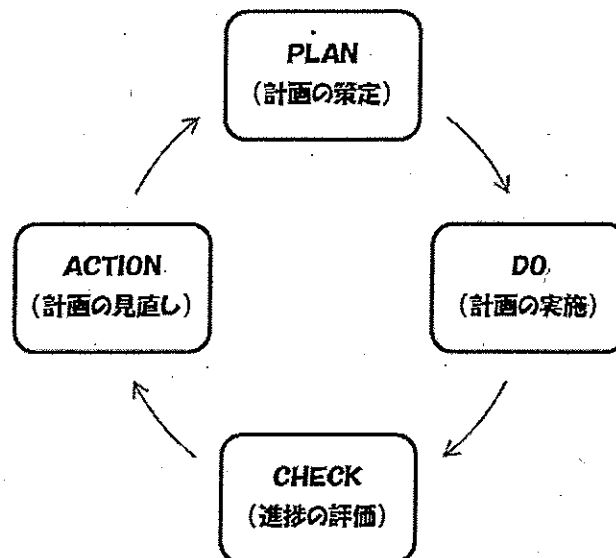 PLAN
(計画の策定)
DO
(計画の実施)
CHECK
(進捗の評価)
ACTION
(計画の見直し)